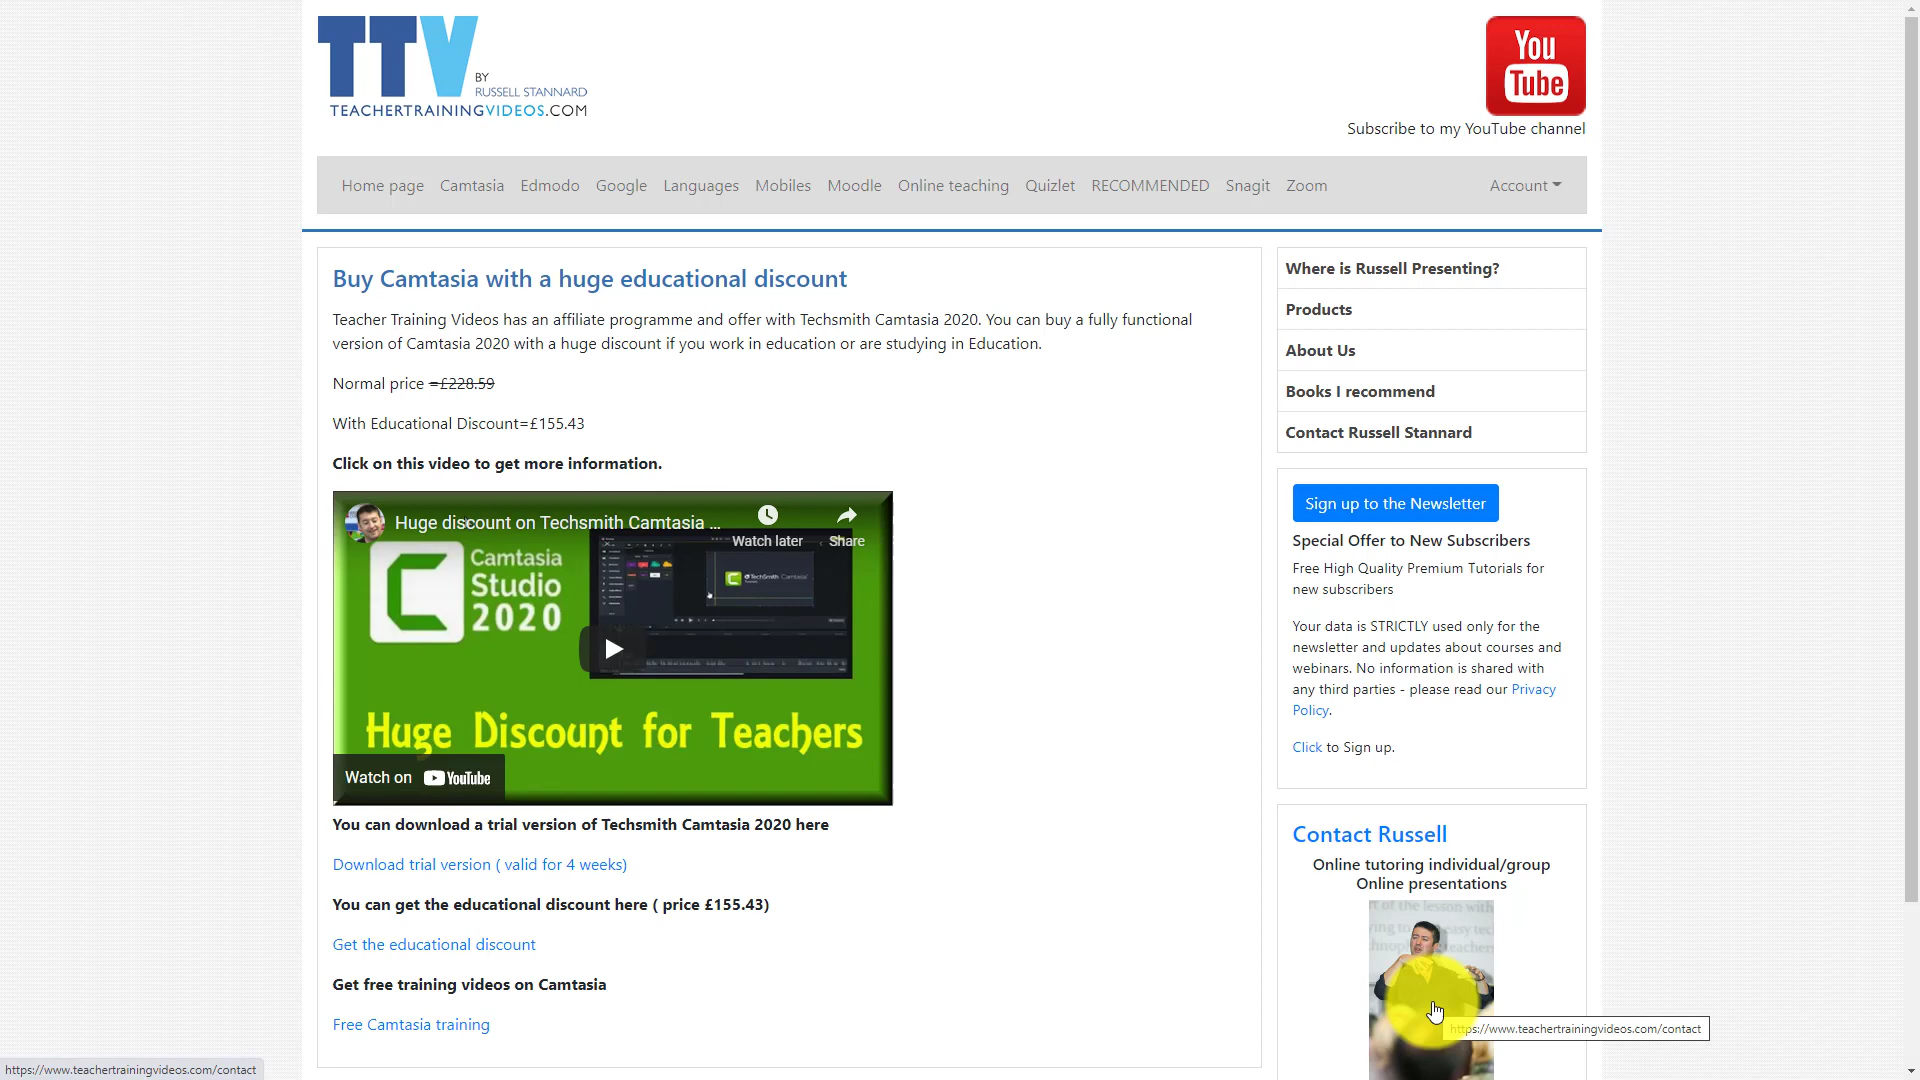 TTV
BY
RUSSELL STANNARD
TEACHERTRAININGVIDEOS.COM
You
Tube
Subscribe to my YouTube channel
Home page Camtasia Edmodo Google Languages Mobiles Moodle Online teaching Quizlet RECOMMENDED Snagit Zoom Account
Buy Camtasia with a huge educational discount
Teacher Training Videos has an affiliate programme and offer with Techsmith Camtasia 2020. You can buy a fully functional
version of Camtasia 2020 with a huge discount if you work in education or are studying in Education.
Normal price =£228.59
With Educational Discount=£155.43
Click on this video to get more information.
Huge discount on Techsmith Camtasia ...
Watch later
Share
Camtasia
Studio
2020
TechSmith Camtasia
Huge Discount for Teachers
Watch on YouTube
You can download a trial version of Techsmith Camtasia 2020 here
Download trial version ( valid for 4 weeks)
You can get the educational discount here ( price £155.43)
Get the educational discount
Get free training videos on Camtasia
Free Camtasia training
Where is Russell Presenting?
Products
About Us
Books I recommend
Contact Russell Stannard
Sign up to the Newsletter
Special Offer to New Subscribers
Free High Quality Premium Tutorials for
new subscribers
Your data is STRICTLY used only for the
newsletter and updates about courses and
webinars. No information is shared with
any third parties - please read our Privacy
Policy.
Click to Sign up.
Contact Russell
Online tutoring individual/group
Online presentations
https://www.teachertrainingvideos.com/contact
https://www.teachertrainingvideos.com/contact